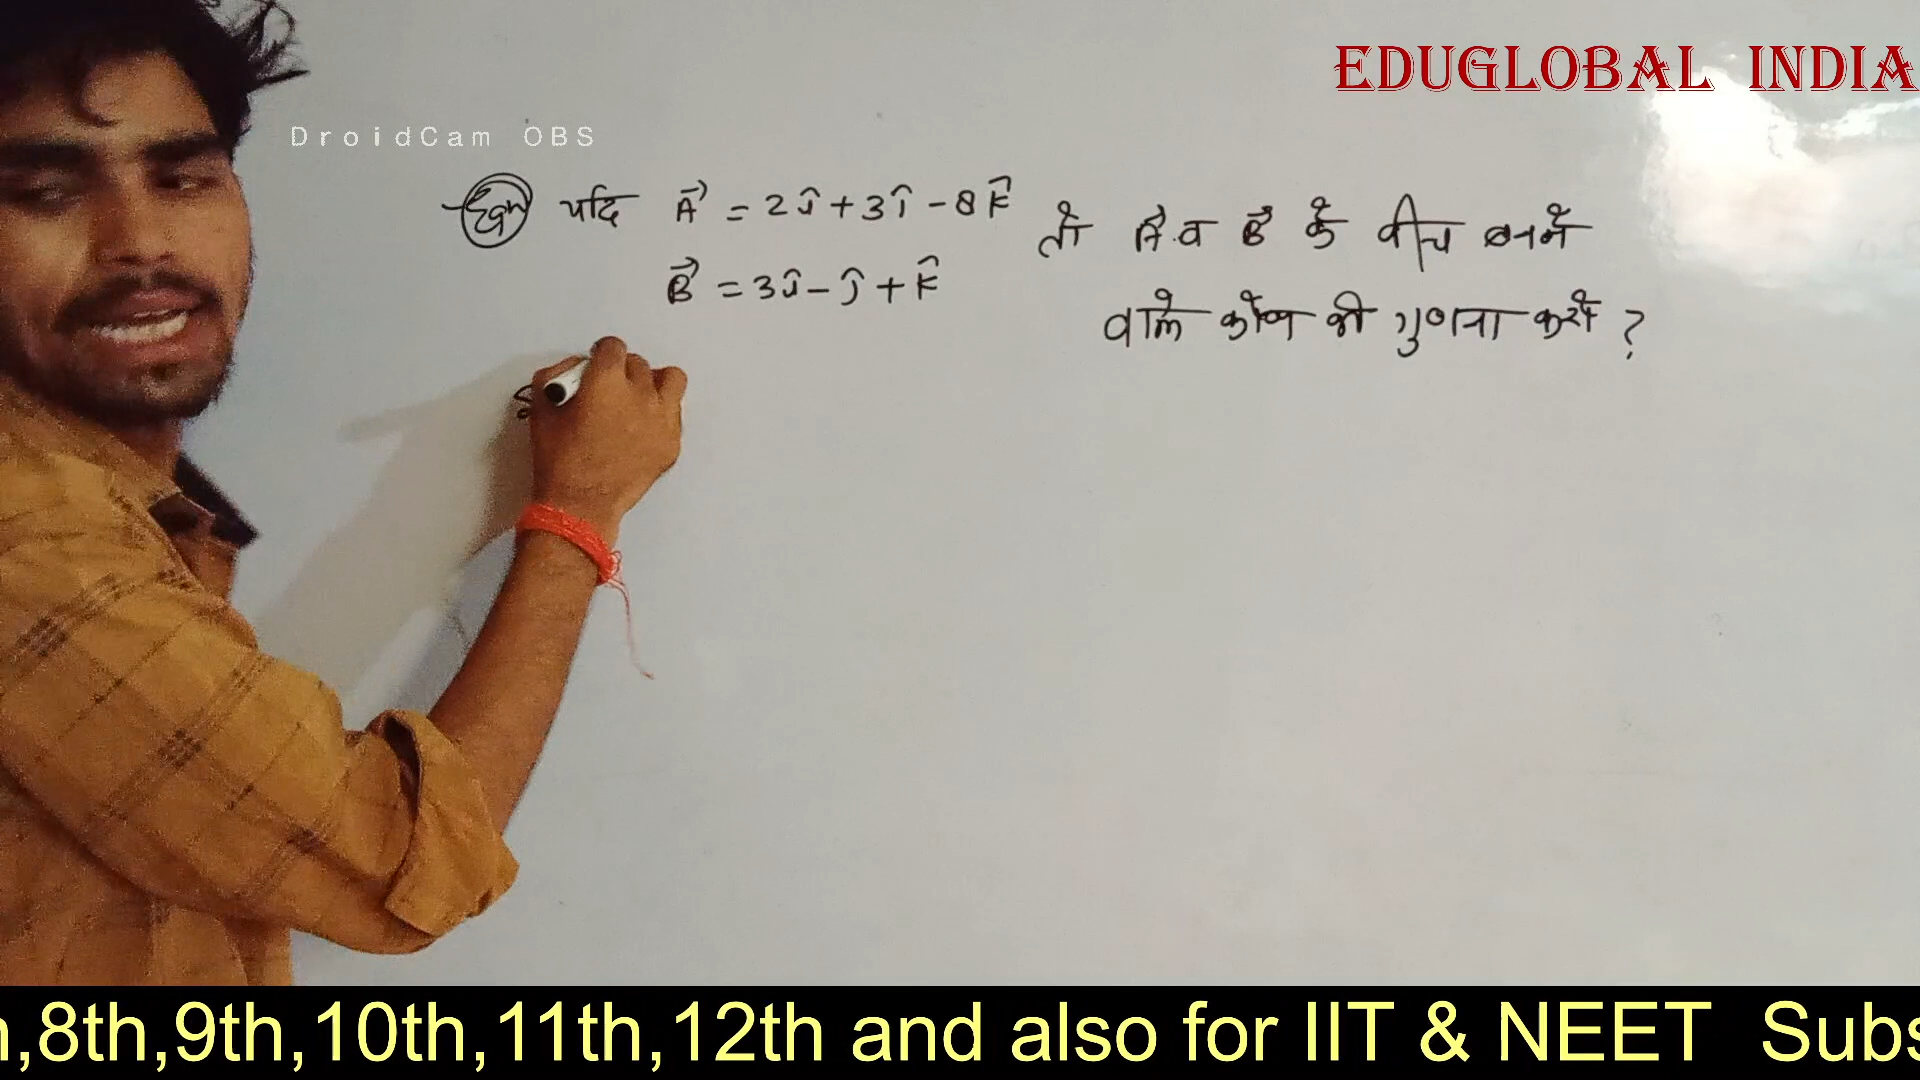 EDUGLOBAL INDIA
DroidCam OBS
यदि A⃗ = 2î + 3ĵ - 8k̂ तो A⃗ व B⃗ के बीच बनने
B⃗ = 3î - ĵ + k̂
वाले कोण की गुणना करें ?
,8th,9th,10th,11th,12th and also for IIT & NEET Subs